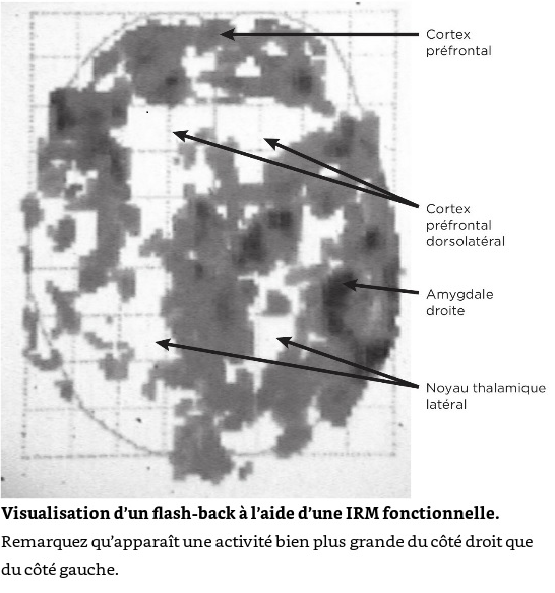 Cortex
préfrontal
Cortex
préfrontal
dorsolatéral
Amygdale
droite
Noyau thalamique
latéral
Visualisation d’un flash-back à l’aide d’une IRM fonctionnelle.
Remarquez qu’apparaît une activité bien plus grande du côté droit que
du côté gauche.